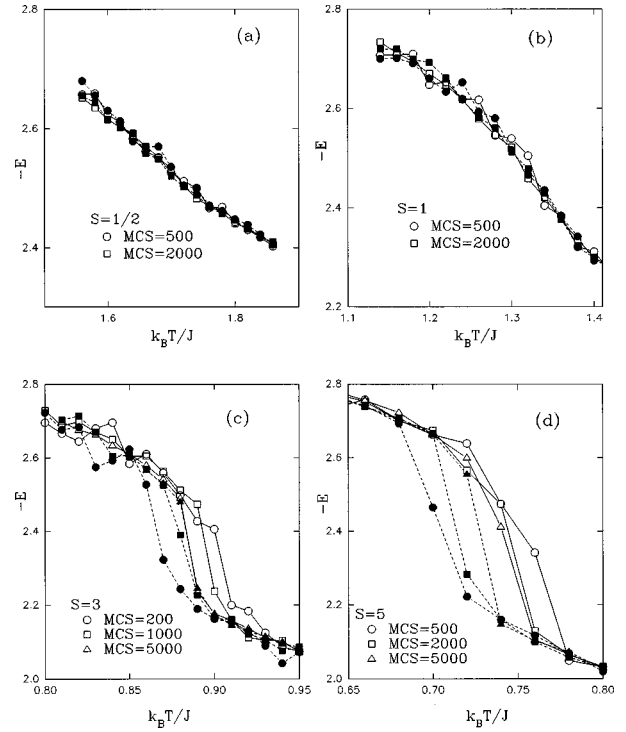 2.8
(a)
2.6
−E
S=1/2
MCS=500
2.4
MCS=2000
1.6
1.8
k_BT/J
2.8
(b)
2.6
−E
S=1
MCS=500
2.4
MCS=2000
2.2
1.1
1.2
1.3
1.4
k_BT/J
2.8
(c)
2.6
−E
2.4
2.2
S=3
MCS=200
MCS=1000
MCS=5000
2.0
0.80
0.85
0.90
0.95
k_BT/J
2.8
(d)
2.6
−E
2.4
2.2
S=5
MCS=500
MCS=2000
MCS=5000
2.0
0.65
0.70
0.75
0.80
k_BT/J